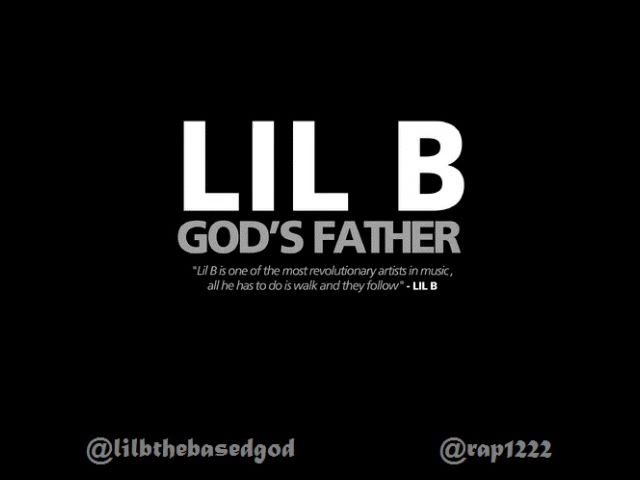 LIL B
GOD'S FATHER
"Lil B is one of the most revolutionary artists in music,
all he has to do is walk and they follow" - LIL B
@lilbthebasedgod @rap1222